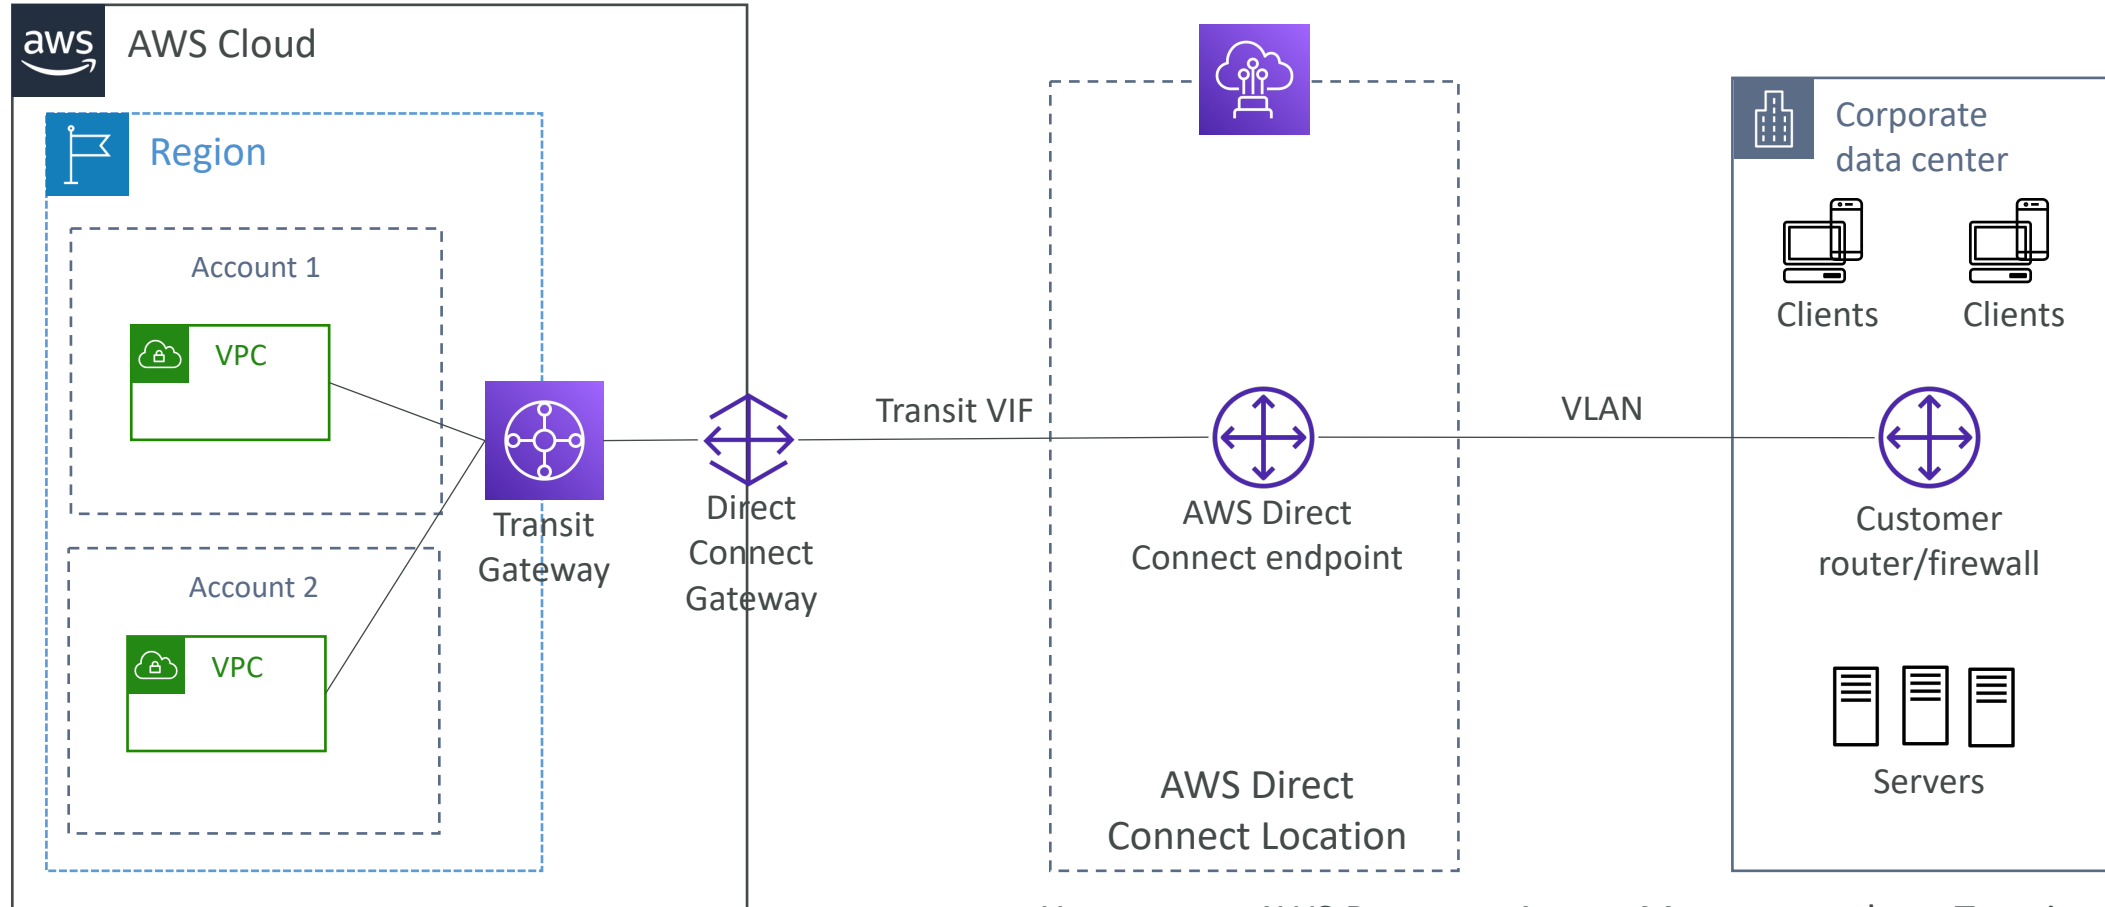 aws
AWS Cloud
Region
Account 1
VPC
Account 2
VPC
Transit
Gateway
Direct
Connect
Gateway
Transit VIF
AWS Direct
Connect endpoint
AWS Direct
Connect Location
VLAN
Corporate
data center
Clients
Clients
Customer
router/firewall
Servers